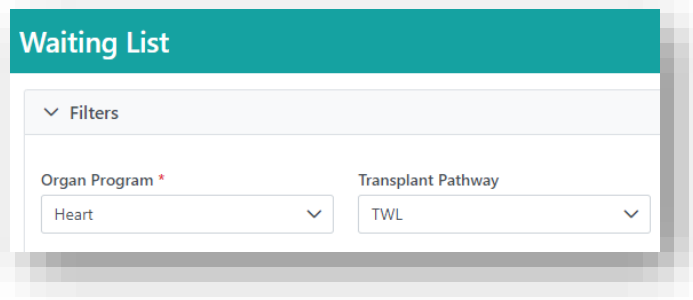 Waiting List
Filters
Organ Program * Transplant Pathway
Heart TWL